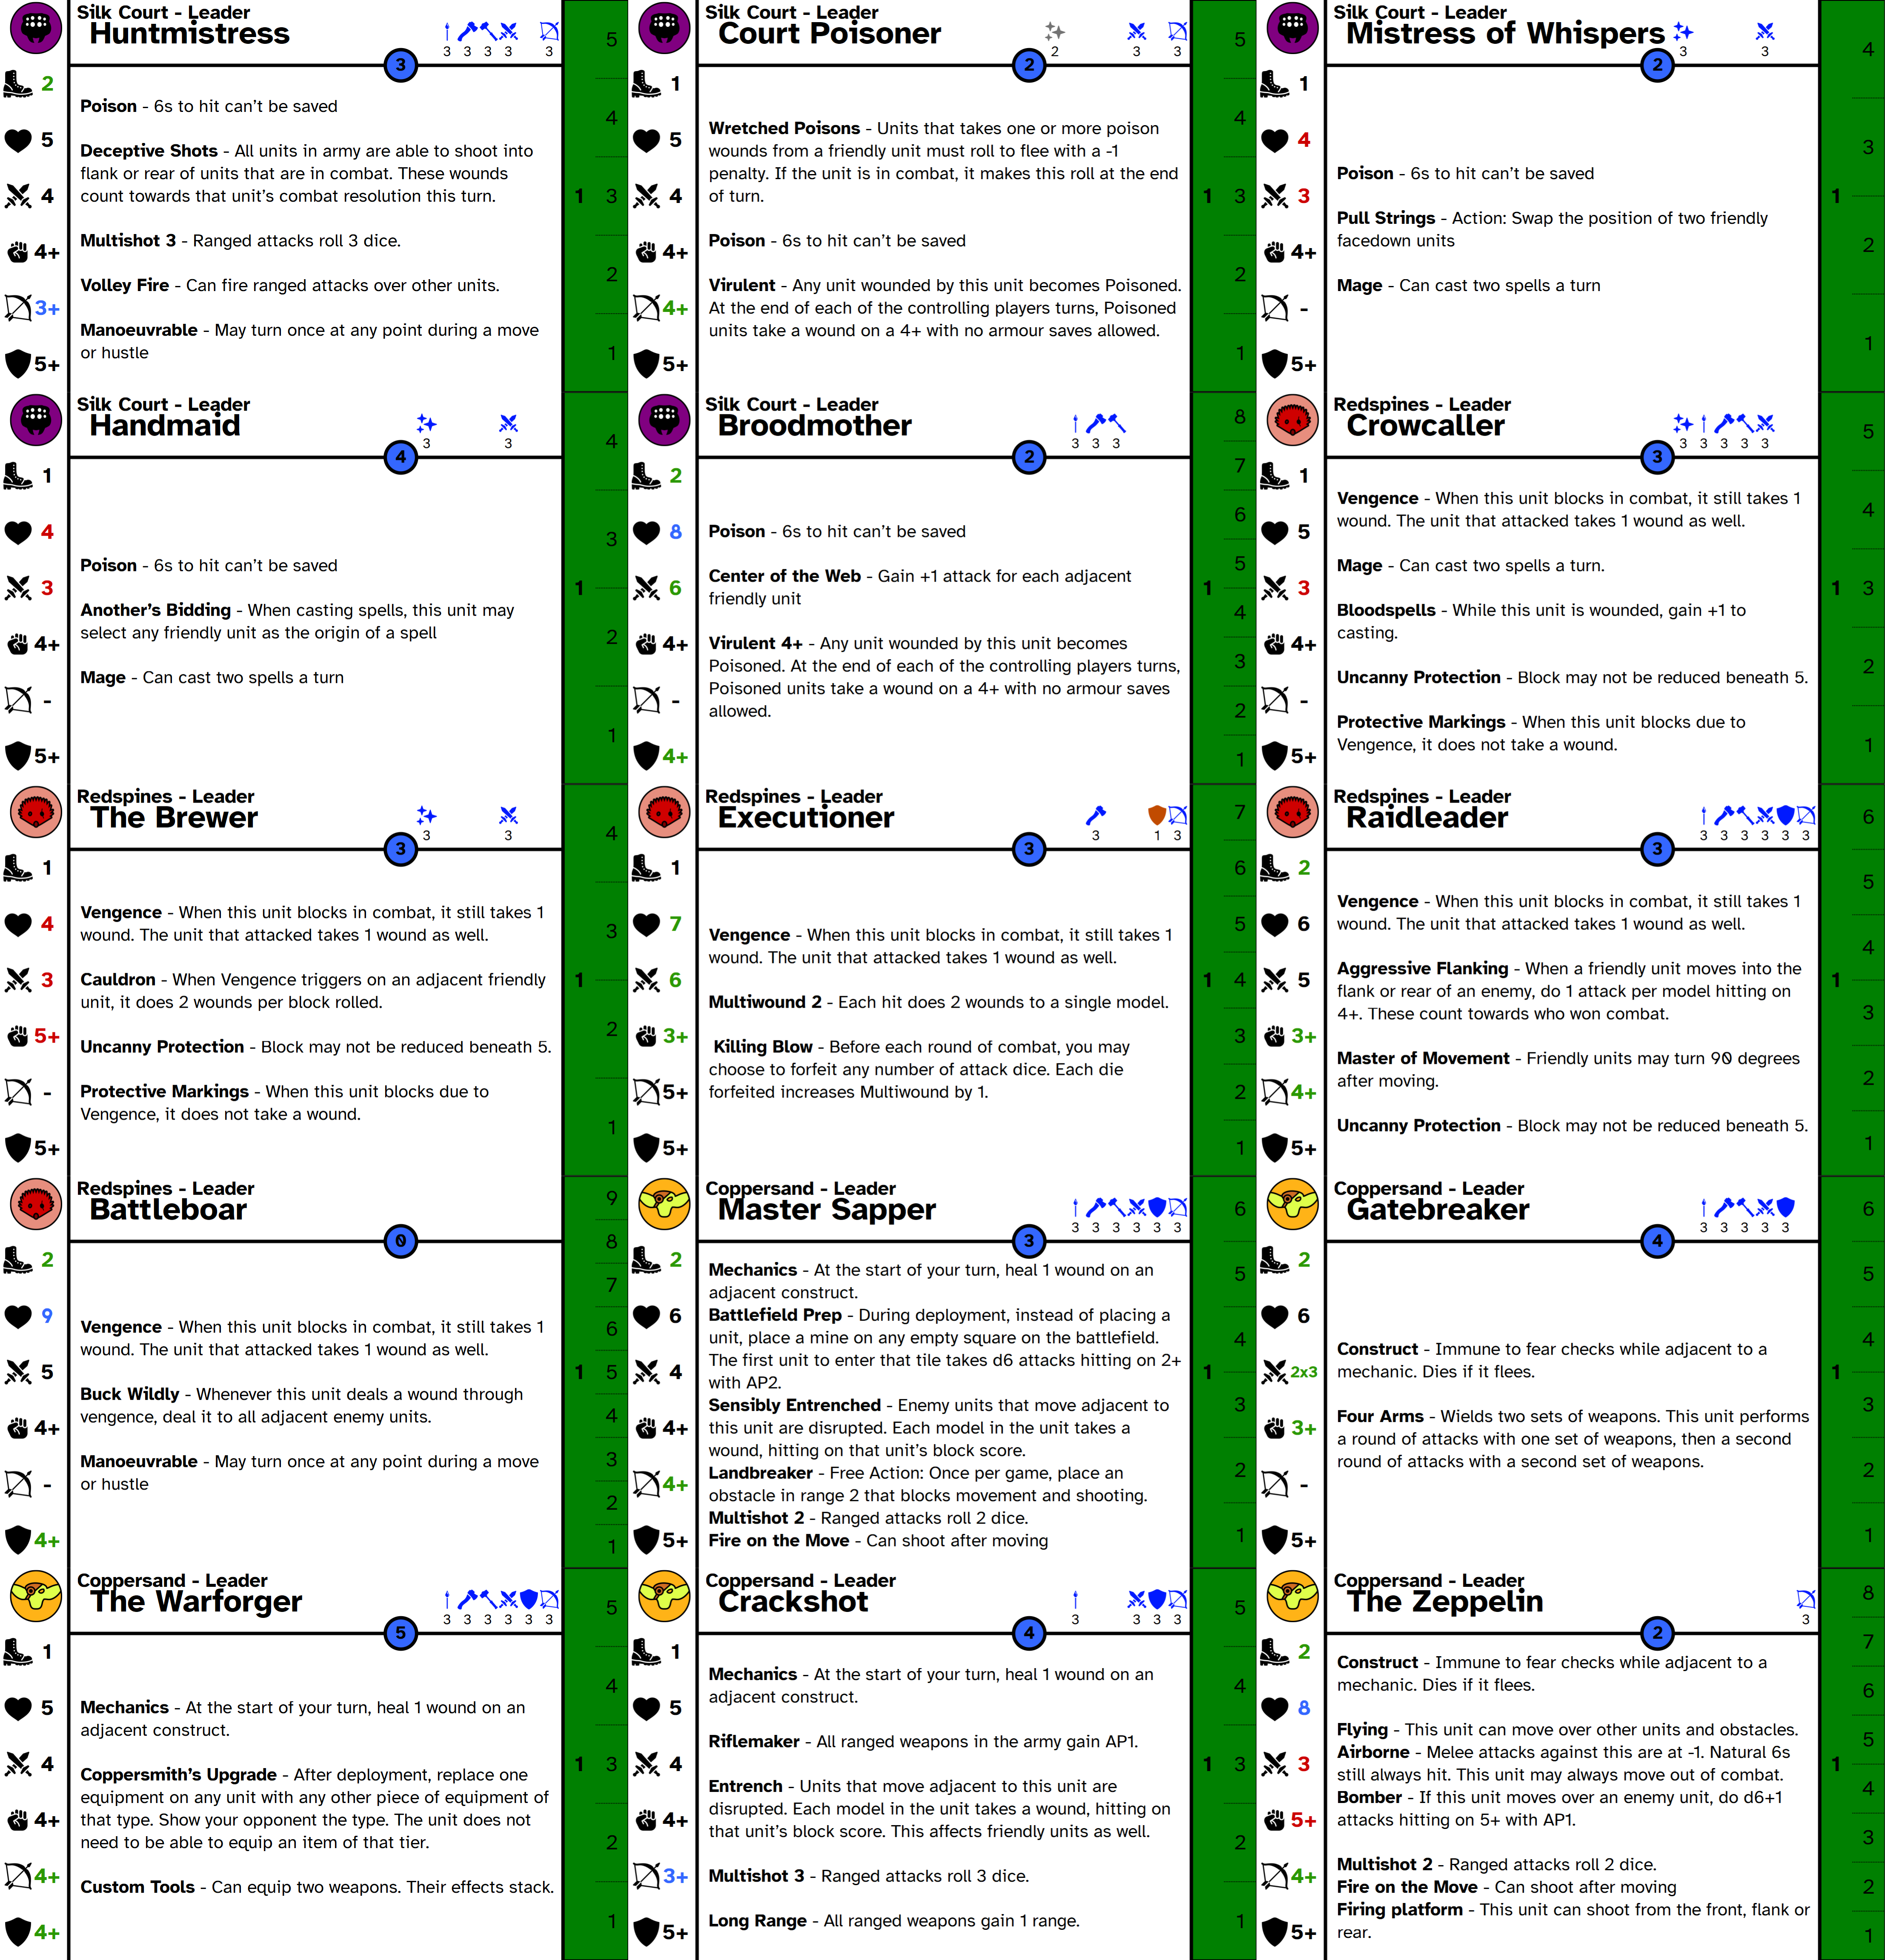 Silk Court - Leader
Huntmistress
3 3 3 3 3
3
2
5
4
4+
3+
5+
Poison - 6s to hit can't be saved
Deceptive Shots - All units in army are able to shoot into
flank or rear of units that are in combat. These wounds
count towards that unit's combat resolution this turn.
Multishot 3 - Ranged attacks roll 3 dice.
Volley Fire - Can fire ranged attacks over other units.
Manoeuvrable - May turn once at any point during a move
or hustle
1
5
4
3
2
1
Silk Court - Leader
Court Poisoner
2 3 3
2
1
5
4
4+
4+
5+
Wretched Poisons - Units that takes one or more poison
wounds from a friendly unit must roll to flee with a -1
penalty. If the unit is in combat, it makes this roll at the end
of turn.
Poison - 6s to hit can't be saved
Virulent - Any unit wounded by this unit becomes Poisoned.
At the end of each of the controlling players turns, Poisoned
units take a wound on a 4+ with no armour saves allowed.
1
5
4
3
2
1
Silk Court - Leader
Mistress of Whispers
3 3
2
1
4
3
4+
-
5+
Poison - 6s to hit can't be saved
Pull Strings - Action: Swap the position of two friendly
facedown units
Mage - Can cast two spells a turn
1
4
3
2
1
Silk Court - Leader
Handmaid
3 3
4
1
4
3
4+
-
5+
Poison - 6s to hit can't be saved
Another's Bidding - When casting spells, this unit may
select any friendly unit as the origin of a spell
Mage - Can cast two spells a turn
1
4
3
2
1
Silk Court - Leader
Broodmother
3 3 3
2
2
8
6
4+
-
4+
Poison - 6s to hit can't be saved
Center of the Web - Gain +1 attack for each adjacent
friendly unit
Virulent 4+ - Any unit wounded by this unit becomes
Poisoned. At the end of each of the controlling players turns,
Poisoned units take a wound on a 4+ with no armour saves
allowed.
1
8
7
6
5
4
3
2
1
Redspines - Leader
Crowcaller
3 3 3 3 3
3
1
5
3
4+
-
5+
Vengence - When this unit blocks in combat, it still takes 1
wound. The unit that attacked takes 1 wound as well.
Mage - Can cast two spells a turn.
Bloodspells - While this unit is wounded, gain +1 to
casting.
Uncanny Protection - Block may not be reduced beneath 5.
Protective Markings - When this unit blocks due to
Vengence, it does not take a wound.
1
5
4
3
2
1
Redspines - Leader
The Brewer
3 3
3
1
4
3
5+
-
5+
Vengence - When this unit blocks in combat, it still takes 1
wound. The unit that attacked takes 1 wound as well.
Cauldron - When Vengence triggers on an adjacent friendly
unit, it does 2 wounds per block rolled.
Uncanny Protection - Block may not be reduced beneath 5.
Protective Markings - When this unit blocks due to
Vengence, it does not take a wound.
1
4
3
2
1
Redspines - Leader
Executioner
3 1 3
3
1
7
6
3+
5+
5+
Vengence - When this unit blocks in combat, it still takes 1
wound. The unit that attacked takes 1 wound as well.
Multiwound 2 - Each hit does 2 wounds to a single model.
Killing Blow - Before each round of combat, you may
choose to forfeit any number of attack dice. Each die
forfeited increases Multiwound by 1.
1
7
6
5
4
3
2
1
Redspines - Leader
Raidleader
3 3 3 3 3 3
3
2
6
5
3+
4+
5+
Vengence - When this unit blocks in combat, it still takes 1
wound. The unit that attacked takes 1 wound as well.
Aggressive Flanking - When a friendly unit moves into the
flank or rear of an enemy, do 1 attack per model hitting on
4+. These count towards who won combat.
Master of Movement - Friendly units may turn 90 degrees
after moving.
Uncanny Protection - Block may not be reduced beneath 5.
1
6
5
4
3
2
1
Redspines - Leader
Battleboar
0
2
9
5
4+
-
4+
Vengence - When this unit blocks in combat, it still takes 1
wound. The unit that attacked takes 1 wound as well.
Buck Wildly - Whenever this unit deals a wound through
vengence, deal it to all adjacent enemy units.
Manoeuvrable - May turn once at any point during a move
or hustle
1
9
8
7
6
5
4
3
2
1
Coppersand - Leader
Master Sapper
3 3 3 3 3 3
3
2
6
4
4+
4+
5+
Mechanics - At the start of your turn, heal 1 wound on an
adjacent construct.
Battlefield Prep - During deployment, instead of placing a
unit, place a mine on any empty square on the battlefield.
The first unit to enter that tile takes d6 attacks hitting on 2+
with AP2.
Sensibly Entrenched - Enemy units that move adjacent to
this unit are disrupted. Each model in the unit takes a
wound, hitting on that unit's block score.
Landbreaker - Free Action: Once per game, place an
obstacle in range 2 that blocks movement and shooting.
Multishot 2 - Ranged attacks roll 2 dice.
Fire on the Move - Can shoot after moving
1
6
5
4
3
2
1
Coppersand - Leader
Gatebreaker
3 3 3 3 3
4
2
6
2x3
3+
-
5+
Construct - Immune to fear checks while adjacent to a
mechanic. Dies if it flees.
Four Arms - Wields two sets of weapons. This unit performs
a round of attacks with one set of weapons, then a second
round of attacks with a second set of weapons.
1
6
5
4
3
2
1
Coppersand - Leader
The Warforger
3 3 3 3 3 3
5
1
5
4
4+
4+
4+
Mechanics - At the start of your turn, heal 1 wound on an
adjacent construct.
Coppersmith's Upgrade - After deployment, replace one
equipment on any unit with any other piece of equipment of
that type. Show your opponent the type. The unit does not
need to be able to equip an item of that tier.
Custom Tools - Can equip two weapons. Their effects stack.
1
5
4
3
2
1
Coppersand - Leader
Crackshot
3 3 3 3
4
1
5
4
4+
3+
5+
Mechanics - At the start of your turn, heal 1 wound on an
adjacent construct.
Riflemaker - All ranged weapons in the army gain AP1.
Entrench - Units that move adjacent to this unit are
disrupted. Each model in the unit takes a wound, hitting on
that unit's block score. This affects friendly units as well.
Multishot 3 - Ranged attacks roll 3 dice.
Long Range - All ranged weapons gain 1 range.
1
5
4
3
2
1
Coppersand - Leader
The Zeppelin
3
2
2
8
3
5+
4+
5+
Construct - Immune to fear checks while adjacent to a
mechanic. Dies if it flees.
Flying - This unit can move over other units and obstacles.
Airborne - Melee attacks against this are at -1. Natural 6s
still always hit. This unit may always move out of combat.
Bomber - If this unit moves over an enemy unit, do d6+1
attacks hitting on 5+ with AP1.
Multishot 2 - Ranged attacks roll 2 dice.
Fire on the Move - Can shoot after moving
Firing platform - This unit can shoot from the front, flank or
rear.
1
8
7
6
5
4
3
2
1